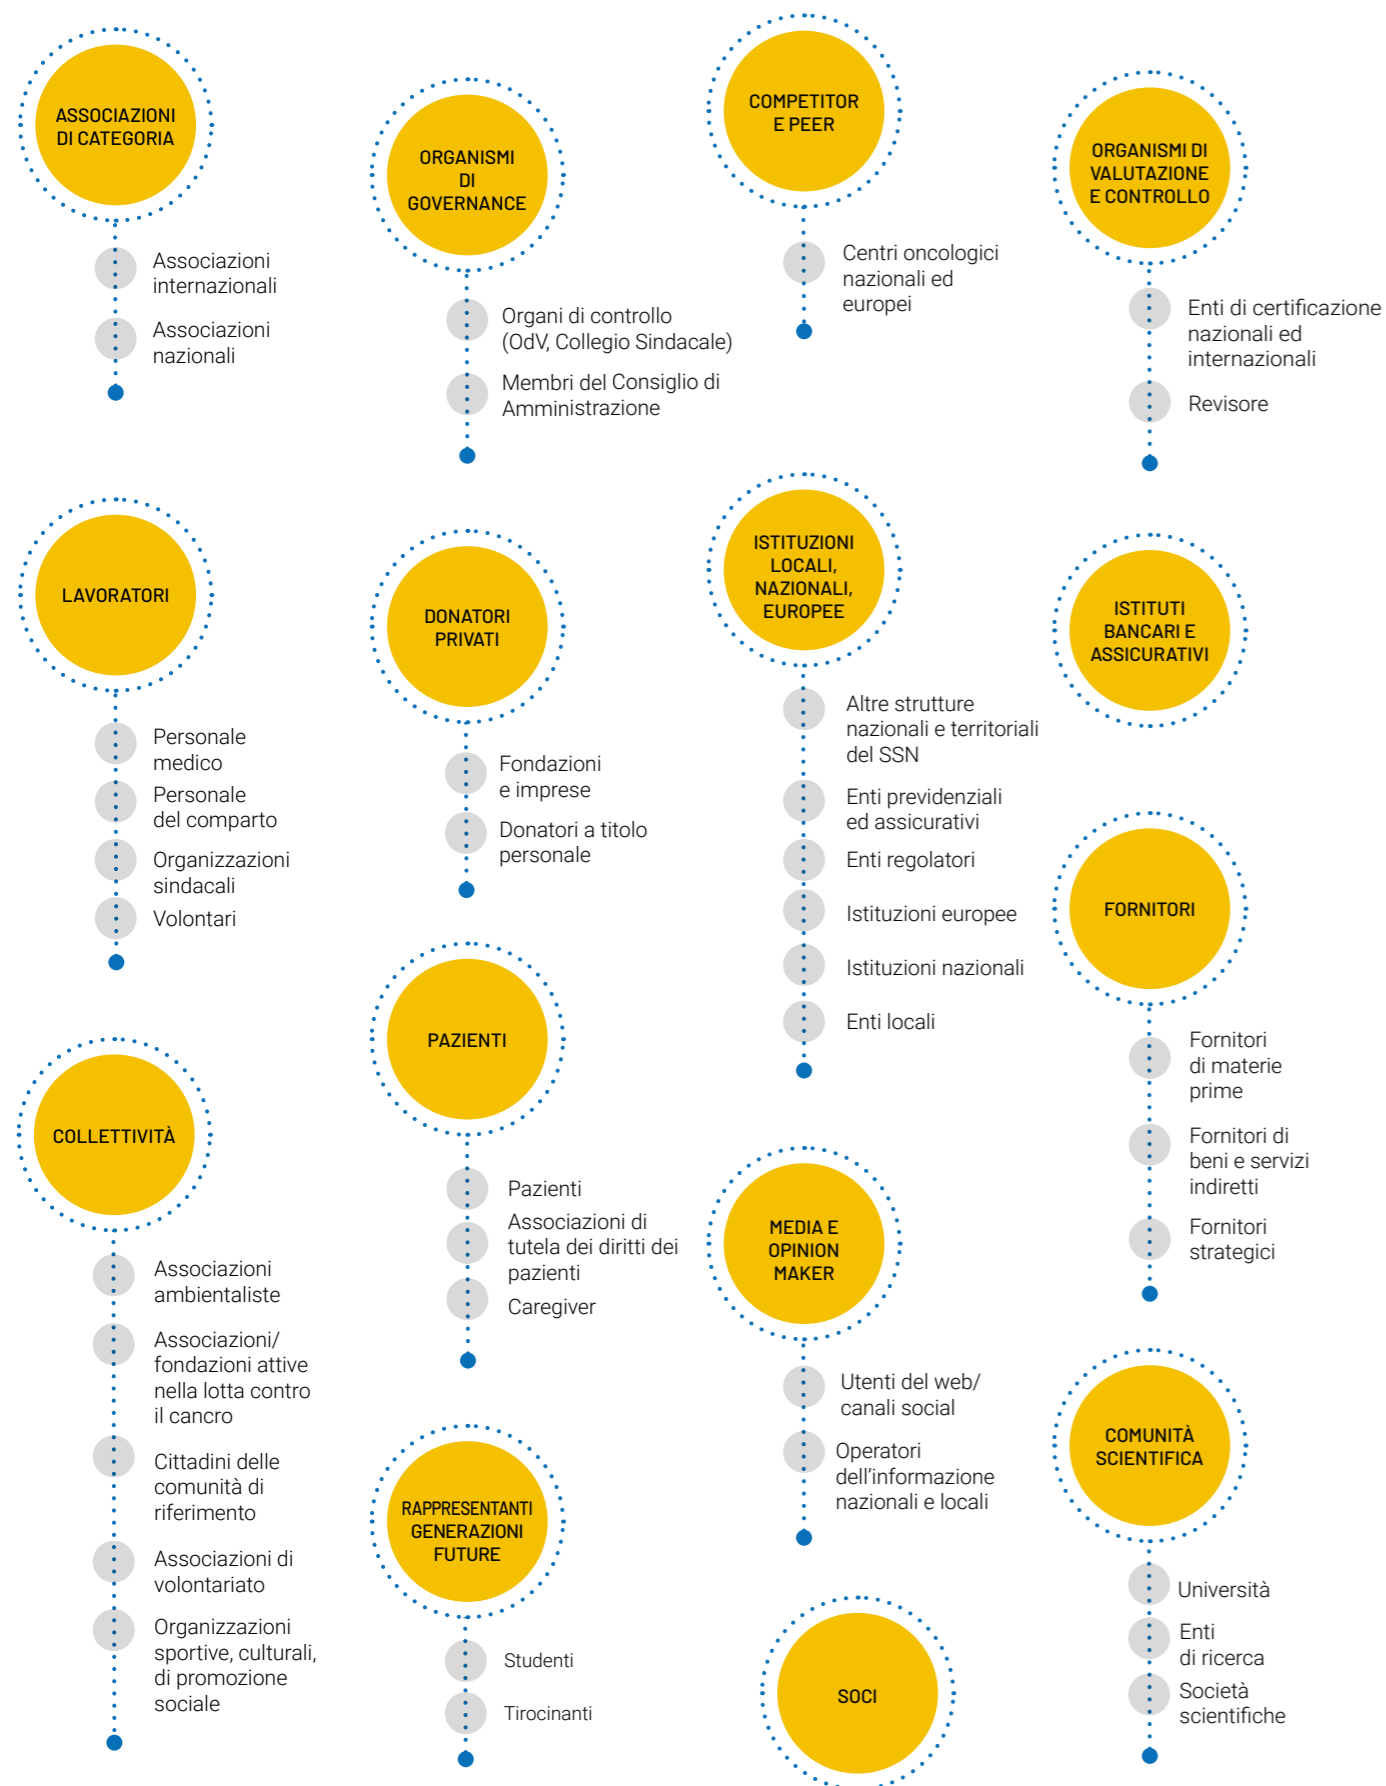 ASSOCIAZIONI
DI CATEGORIA
Associazioni
internazionali
Associazioni
nazionali
ORGANISMI
DI
GOVERNANCE
Organi di controllo
(OdV, Collegio Sindacale)
Membri del Consiglio di
Amministrazione
COMPETITOR
E PEER
Centri oncologici
nazionali ed
europei
ORGANISMI DI
VALUTAZIONE
E CONTROLLO
Enti di certificazione
nazionali ed
internazionali
Revisore
LAVORATORI
Personale
medico
Personale
del comparto
Organizzazioni
sindacali
Volontari
DONATORI
PRIVATI
Fondazioni
e imprese
Donatori a titolo
personale
ISTITUZIONI
LOCALI,
NAZIONALI,
EUROPEE
Altre strutture
nazionali e territoriali
del SSN
Enti previdenziali
ed assicurativi
Enti regolatori
Istituzioni europee
Istituzioni nazionali
Enti locali
ISTITUTI
BANCARI E
ASSICURATIVI
FORNITORI
Fornitori
di materie
prime
Fornitori di
beni e servizi
indiretti
Fornitori
strategici
COLLETTIVITÀ
Associazioni
ambientaliste
Associazioni/
fondazioni attive
nella lotta contro
il cancro
Cittadini delle
comunità di
riferimento
Associazioni di
volontariato
Organizzazioni
sportive, culturali,
di promozione
sociale
PAZIENTI
Pazienti
Associazioni di
tutela dei diritti dei
pazienti
Caregiver
MEDIA E
OPINION
MAKER
Utenti del web/
canali social
Operatori
dell'informazione
nazionali e locali
RAPPRESENTANTI
GENERAZIONI
FUTURE
Studenti
Tirocinanti
SOCI
COMUNITÀ
SCIENTIFICA
Università
Enti
di ricerca
Società
scientifiche